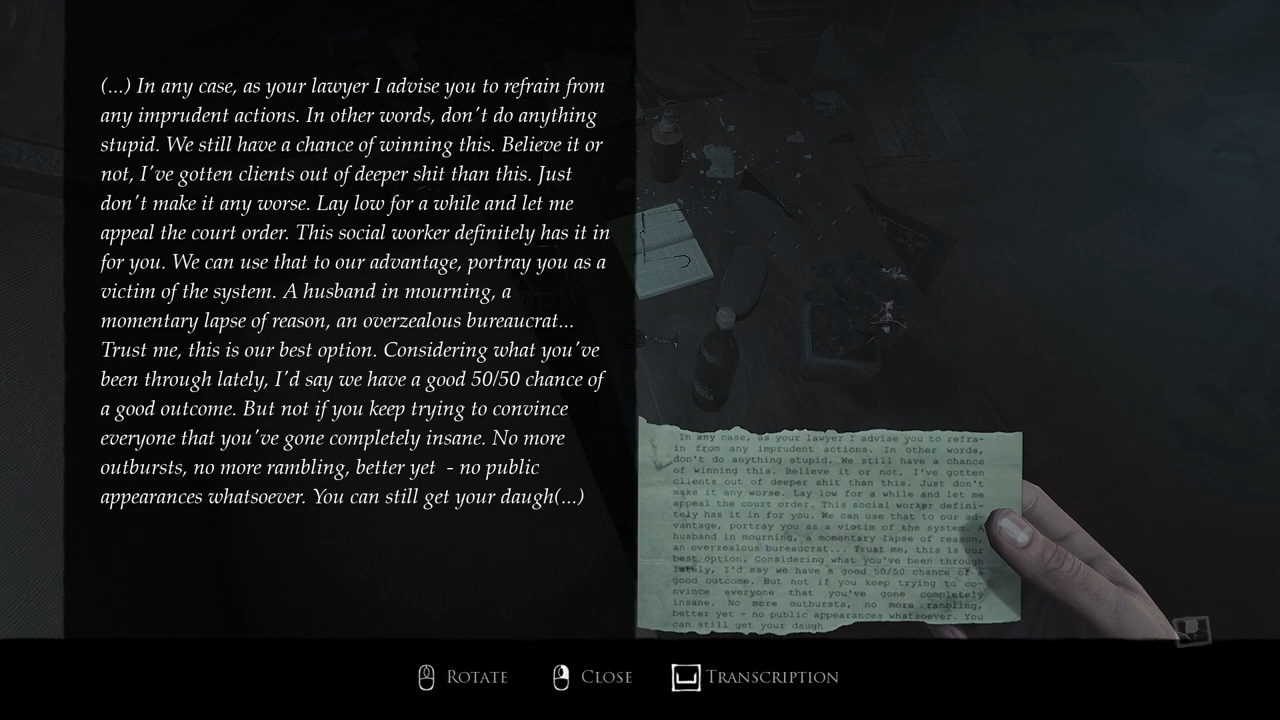 (...) In any case, as your lawyer I advise you to refrain from
any imprudent actions. In other words, don't do anything
stupid. We still have a chance of winning this. Believe it or
not, I've gotten clients out of deeper shit than this. Just
don't make it any worse. Lay low for a while and let me
appeal the court order. This social worker definitely has it in
for you. We can use that to our advantage, portray you as a
victim of the system. A husband in mourning, a
momentary lapse of reason, an overzealous bureaucrat...
Trust me, this is our best option. Considering what you've
been through lately, I'd say we have a good 50/50 chance of
a good outcome. But not if you keep trying to convince
everyone that you've gone completely insane. No more
outbursts, no more rambling, better yet  - no public
appearances whatsoever. You can still get your daugh(...)
In any case, as your lawyer I advise you to refra-
in from any imprudent actions. In other words,
don't do anything stupid. We still have a chance
of winning this. Believe it or not, I've gotten
clients out of deeper shit than this. Just don't
make it any worse. Lay low for a while and let me
appeal the court order. This social worker defini-
tely has it in for you. We can use that to our ad-
vantage, portray you as a victim of the system. A
husband in mourning, a momentary lapse of reason,
an overzealous bureaucrat... Trust me, this is our
best option. Considering what you've been through
lately, I'd say we have a good 50/50 chance of a
good outcome. But not if you keep trying to co-
nvince everyone that you've gone completely
insane. No more outbursts, no more rambling,
better yet - no public appearances whatsoever. You
can still get your daugh
ROTATE CLOSE TRANSCRIPTION